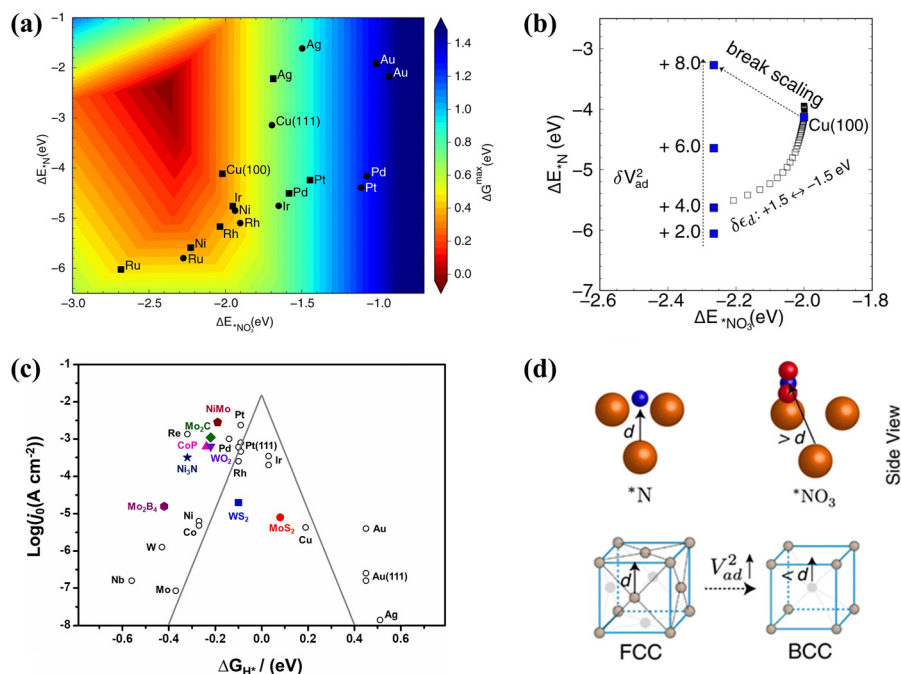 (a)
-1
-2
-3
-4
-5
-6
ΔE*N (eV)
Ag
Ag
Au
Au
Cu(111)
Cu(100)
Pd
Pt
Pt
Pd
Ir
Ni
Ir
Rh
Rh
Ni
Ru
Ru
-3.0
-2.5
-2.0
-1.5
-1.0
ΔE*NO3 (eV)
1.4
1.2
1.0
0.8
0.6
0.4
0.2
0.0
ΔGmax (eV)
(b)
-3
-4
-5
-6
-7
ΔE*N (eV)
+ 8.0
+ 6.0
+ 4.0
+ 2.0
δV²ad
break scaling
Cu(100)
δϵd: +1.5 ↔ −1.5 eV
-2.6
-2.4
-2.2
-2.0
-1.8
ΔE*NO3 (eV)
(c)
-1
-2
-3
-4
-5
-6
-7
-8
Log(j0(A cm-2))
NiMo
Pt
Mo2C
Re
CoP
Pd
Pt(111)
WO2
Ir
Ni3N
Rh
Mo2B4
Ni
Co
WS2
MoS2
Cu
Au
W
Nb
Mo
Au(111)
Ag
-0.6
-0.4
-0.2
0.0
0.2
0.4
0.6
ΔGH* / (eV)
(d)
d
> d
*N
*NO3
Side View
d
V²ad ↑
< d
FCC
BCC